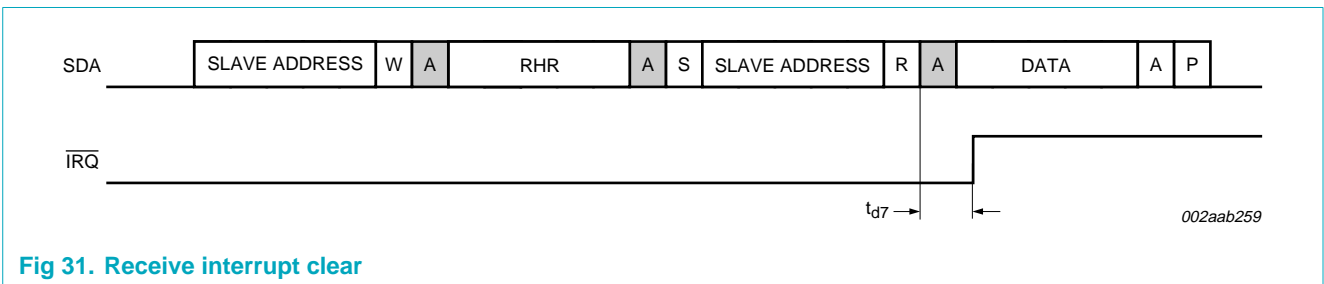 SDA SLAVE ADDRESS W A RHR A S SLAVE ADDRESS R A DATA A P
IRQ
td7
002aab259
Fig 31. Receive interrupt clear